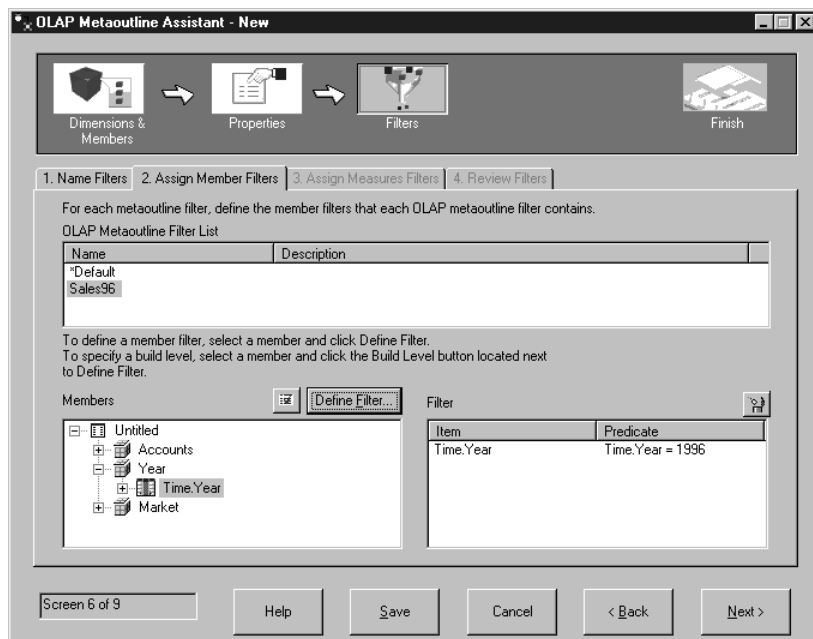 OLAP Metaoutline Assistant - New
Dimensions &
Members
Properties
Filters
Finish
1. Name Filters
2. Assign Member Filters
3. Assign Measures Filters
4. Review Filters
For each metaoutline filter, define the member filters that each OLAP metaoutline filter contains.
OLAP Metaoutline Filter List
Name Description
*Default
Sales96
To define a member filter, select a member and click Define Filter.
To specify a build level, select a member and click the Build Level button located next
to Define Filter.
Members
Define Filter...
Filter
Untitled
Accounts
Year
Time.Year
Market
Item Predicate
Time.Year Time.Year = 1996
Screen 6 of 9
Help
Save
Cancel
< Back
Next >